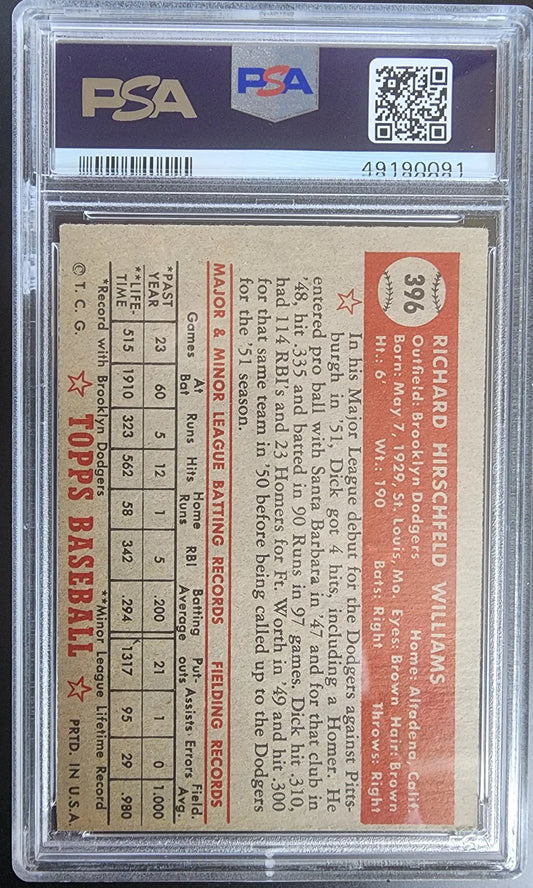 PSA
PSA
49190091
396
RICHARD HIRSCHFELD WILLIAMS
Outfield: Brooklyn Dodgers Home: Altradena, Calif.
Born: May 7, 1929, St. Louis, Mo. Eyes: Brown Hair: Brown
Ht.: 6' Wt.: 190 Bats: Right Throws: Right
In his Major League debut for the Dodgers against Pitts-
burgh in '51, Dick got 4 hits, including a Homer. He
entered pro ball with Santa Barbara in '47 and for that club in
'48, hit .335 and batted in 90 Runs in 97 games. Dick hit .310,
had 114 RBI's and 23 Homers for Ft. Worth in '49 and hit .300
for that same team in '50 before being called up to the Dodgers
for the '51 season.
MAJOR & MINOR LEAGUE BATTING RECORDS FIELDING RECORDS
Games At Bat Runs Hits Home Runs RBI Batting Average Put-outs Assists Errors Field. Avg.
*PAST YEAR 23 60 5 12 1 5 .200 21 1 0 1.000
**LIFE-TIME 515 1910 323 562 58 342 .294 1317 95 29 .980
*Record with Brooklyn Dodgers **Minor League Lifetime Record
© T. C. G. TOPPS BASEBALL PRTD. IN U.S.A.